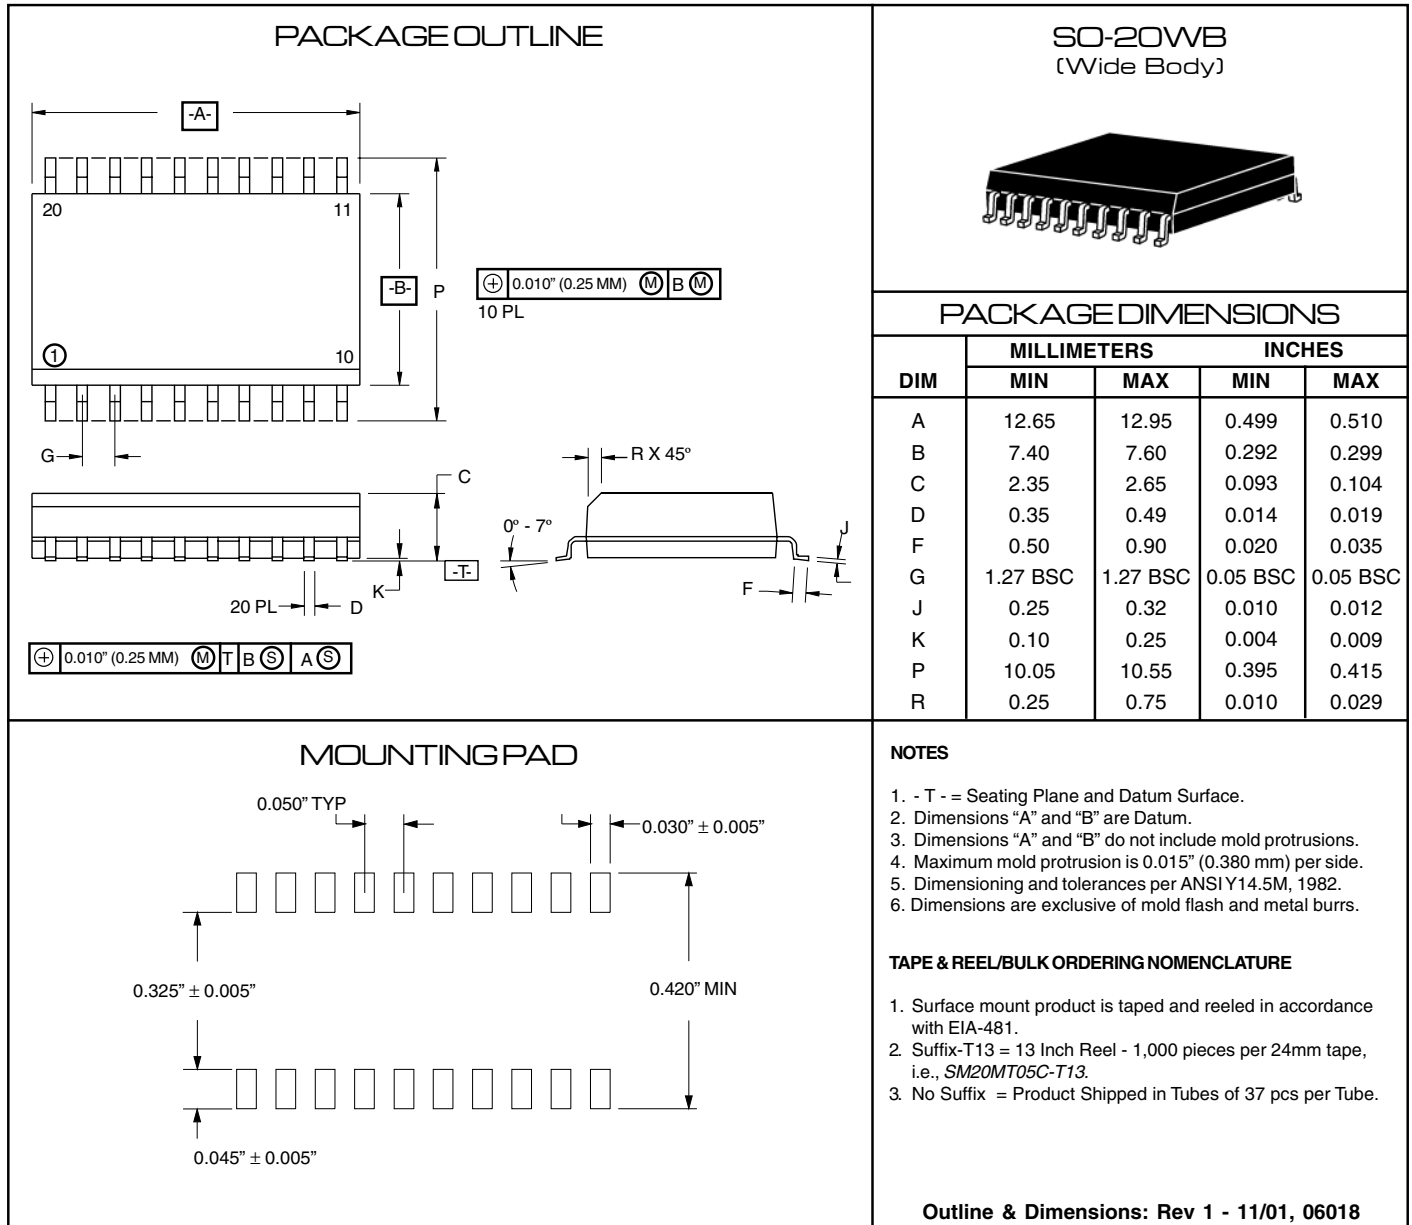 PACKAGE OUTLINE
-A-
20 11
-B- P
0.010” (0.25 MM) M B M
10 PL
1 10
G
C
R X 45º
0º - 7º
J
-T-
K
F
20 PL D
0.010” (0.25 MM) M T B S A S
SO-20WB
(Wide Body)
PACKAGE DIMENSIONS
MILLIMETERS INCHES
DIM MIN MAX MIN MAX
A 12.65 12.95 0.499 0.510
B 7.40 7.60 0.292 0.299
C 2.35 2.65 0.093 0.104
D 0.35 0.49 0.014 0.019
F 0.50 0.90 0.020 0.035
G 1.27 BSC 1.27 BSC 0.05 BSC 0.05 BSC
J 0.25 0.32 0.010 0.012
K 0.10 0.25 0.004 0.009
P 10.05 10.55 0.395 0.415
R 0.25 0.75 0.010 0.029
MOUNTING PAD
0.050” TYP
0.030” ± 0.005”
0.325” ± 0.005”
0.420” MIN
0.045” ± 0.005”
NOTES
1. - T - = Seating Plane and Datum Surface.
2. Dimensions “A” and “B” are Datum.
3. Dimensions “A” and “B” do not include mold protrusions.
4. Maximum mold protrusion is 0.015” (0.380 mm) per side.
5. Dimensioning and tolerances per ANSI Y14.5M, 1982.
6. Dimensions are exclusive of mold flash and metal burrs.
TAPE & REEL/BULK ORDERING NOMENCLATURE
1. Surface mount product is taped and reeled in accordance
with EIA-481.
2. Suffix-T13 = 13 Inch Reel - 1,000 pieces per 24mm tape,
i.e., SM20MT05C-T13.
3. No Suffix = Product Shipped in Tubes of 37 pcs per Tube.
Outline & Dimensions: Rev 1 - 11/01, 06018